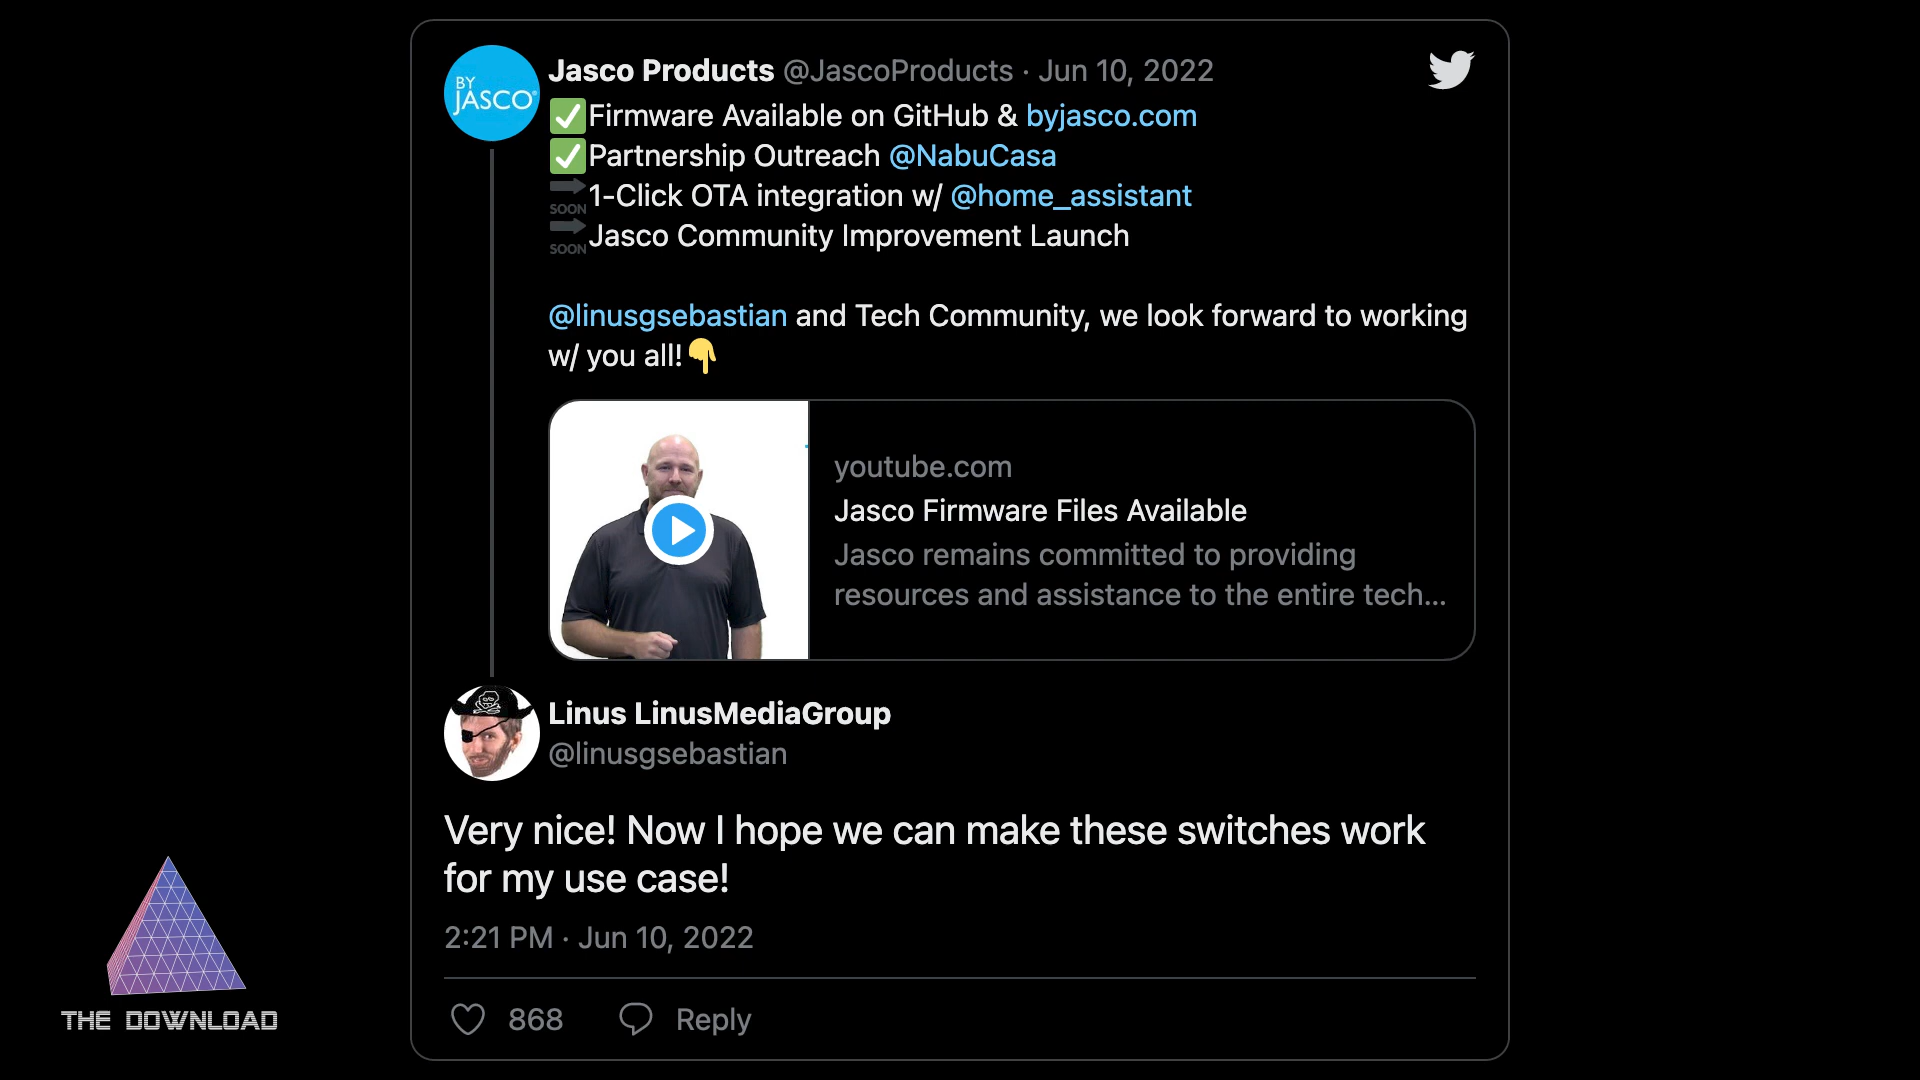 BY
JASCO
Jasco Products @JascoProducts · Jun 10, 2022
✅Firmware Available on GitHub & byjasco.com
✅Partnership Outreach @NabuCasa
🔜1-Click OTA integration w/ @home_assistant
🔜Jasco Community Improvement Launch
@linusgsebastian and Tech Community, we look forward to working
w/ you all!👇
youtube.com
Jasco Firmware Files Available
Jasco remains committed to providing
resources and assistance to the entire tech...
Linus LinusMediaGroup
@linusgsebastian
Very nice! Now I hope we can make these switches work
for my use case!
2:21 PM · Jun 10, 2022
868 Reply
THE DOWNLOAD